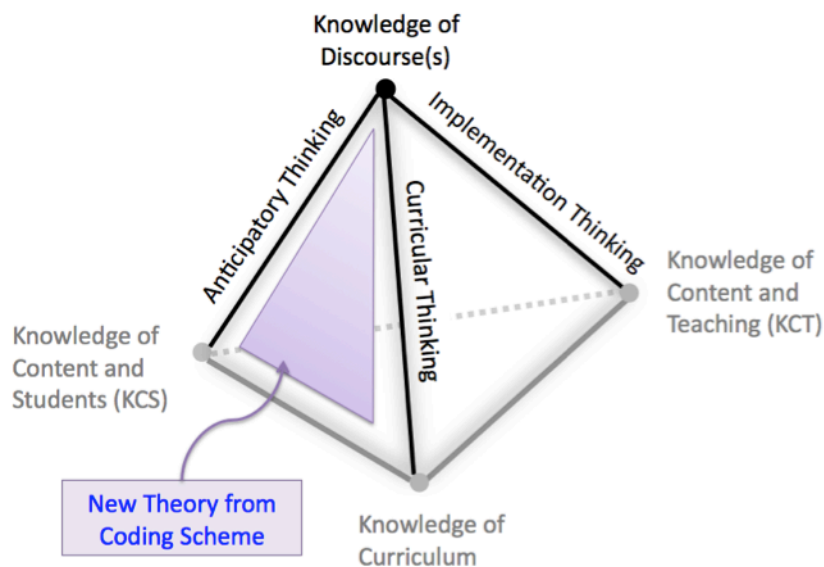 Knowledge of
Discourse(s)
Anticipatory Thinking
Curricular Thinking
Implementation Thinking
Knowledge of
Content and
Teaching (KCT)
Knowledge of
Content and
Students (KCS)
New Theory from
Coding Scheme
Knowledge of
Curriculum